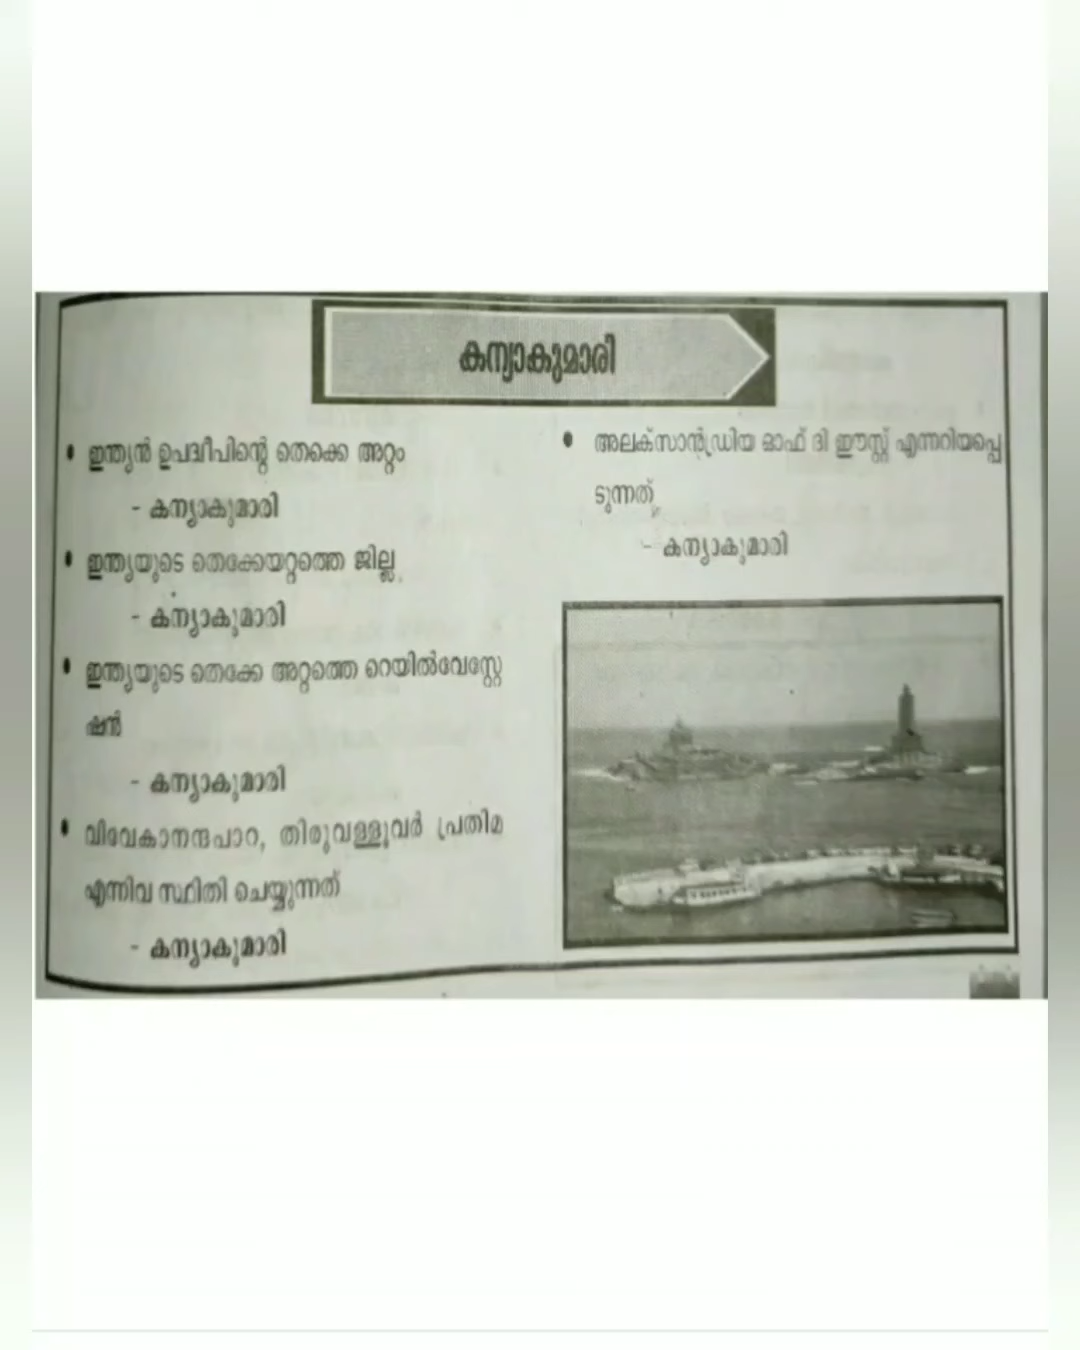 കന്യാകുമാരി
• ഇന്ത്യൻ ഉപദ്വീപിന്റെ തെക്കെ അറ്റം
- കന്യാകുമാരി
• ഇന്ത്യയുടെ തെക്കേയറ്റത്തെ ജില്ല
- കന്യാകുമാരി
• ഇന്ത്യയുടെ തെക്കേ അറ്റത്തെ റെയിൽവേസ്റ്റേ
ഷൻ
- കന്യാകുമാരി
• വിവേകാനന്ദപാറ, തിരുവള്ളുവർ പ്രതിമ
എന്നിവ സ്ഥിതി ചെയ്യുന്നത്
- കന്യാകുമാരി
• അലക്സാൻഡ്രിയ ഓഫ് ദി ഈസ്റ്റ് എന്നറിയപ്പെ
ടുന്നത്
- കന്യാകുമാരി